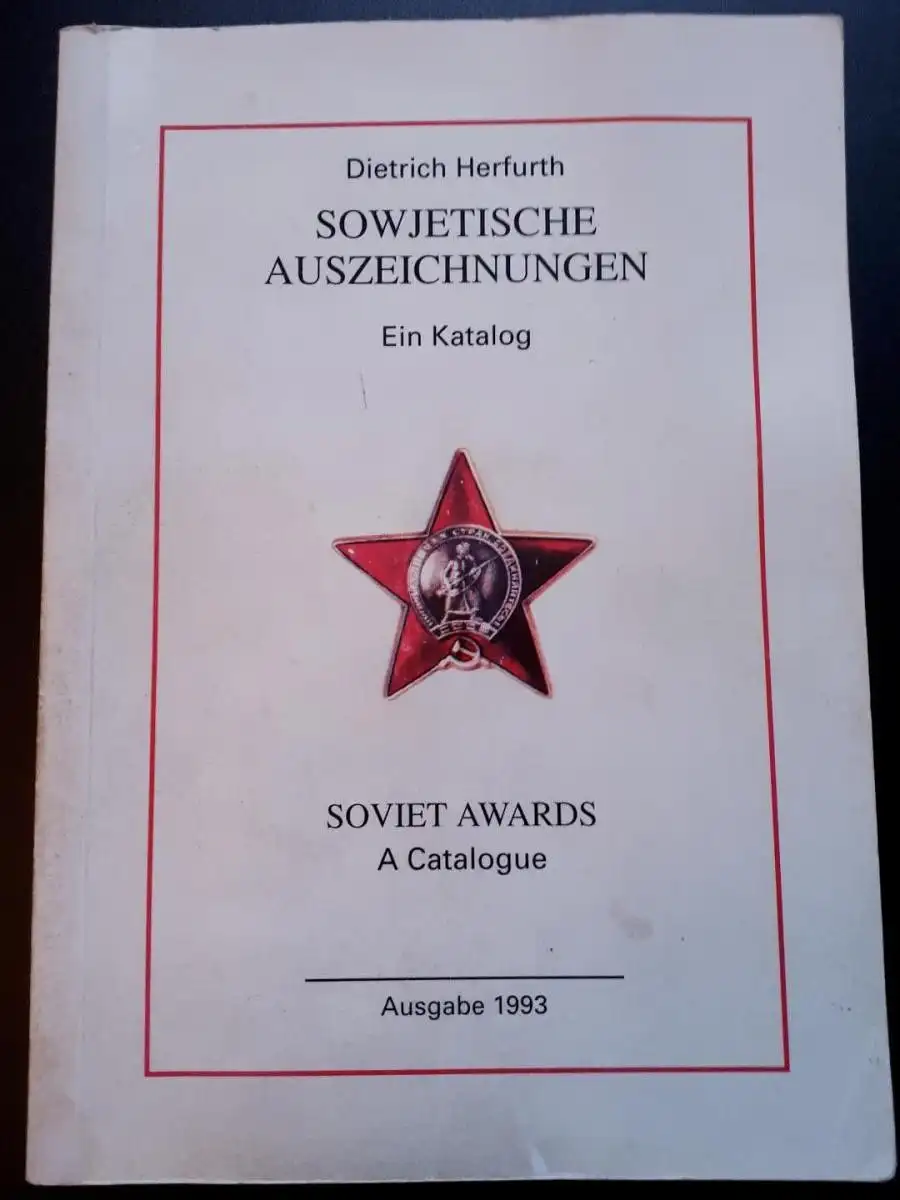 Dietrich Herfurth
SOWJETISCHE
AUSZEICHNUNGEN
Ein Katalog
SOVIET AWARDS
A Catalogue
Ausgabe 1993